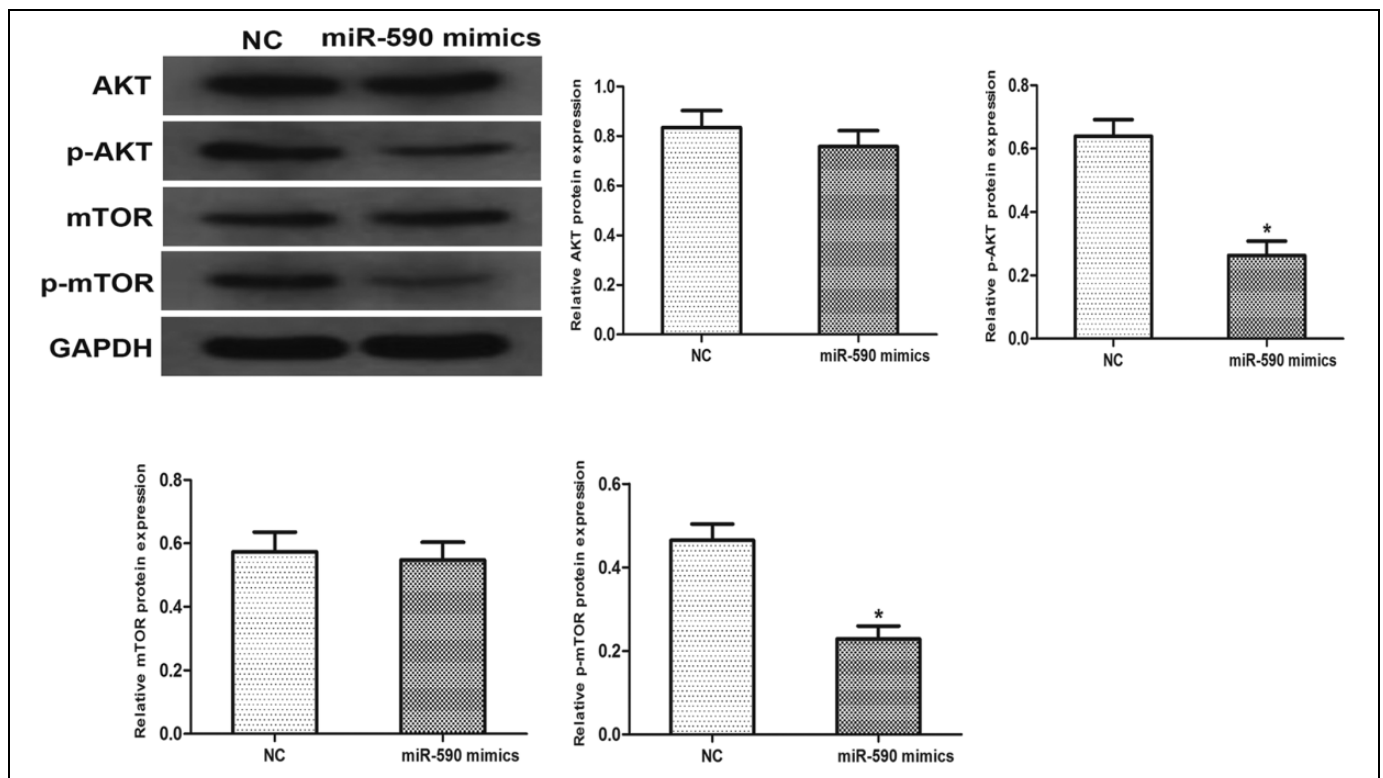 NC miR-590 mimics
AKT
p-AKT
mTOR
p-mTOR
GAPDH
Relative AKT protein expression
1.0
0.8
0.6
0.4
0.2
0.0
NC miR-590 mimics
Relative p-AKT protein expression
0.8
0.6
0.4
0.2
0.0
*
NC miR-590 mimics
Relative mTOR protein expression
0.8
0.6
0.4
0.2
0.0
NC miR-590 mimics
Relative p-mTOR protein expression
0.6
0.4
0.2
0.0
*
NC miR-590 mimics